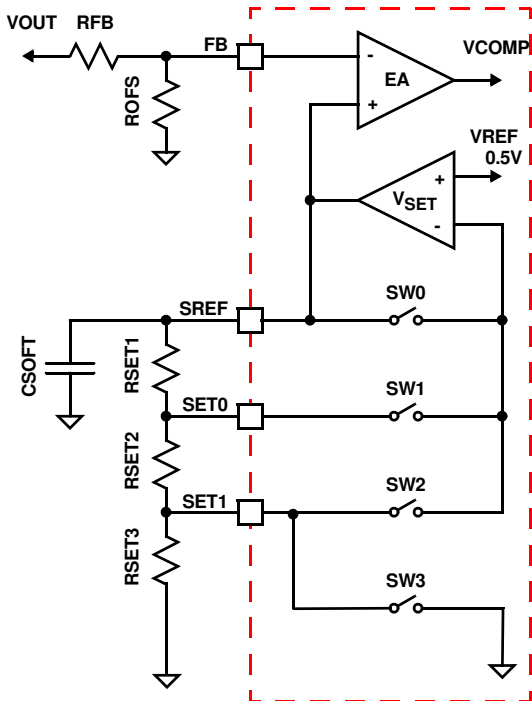 VOUT RFB FB VCOMP
- EA
+
ROFS
VREF
0.5V
+
VSET
-
SREF SW0
CSOFT
RSET1
SET0 SW1
RSET2
SET1 SW2
RSET3
SW3